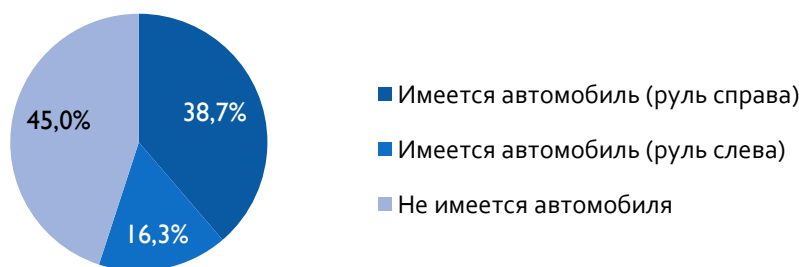 38,7%
45,0%
16,3%
Имеется автомобиль (руль справа)
Имеется автомобиль (руль слева)
Не имеется автомобиля